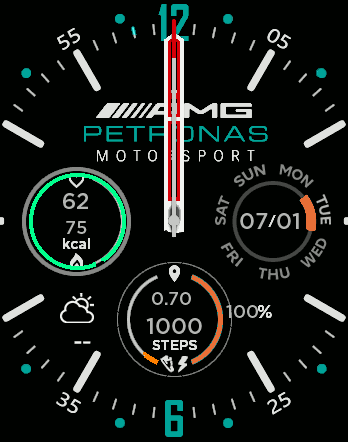 12
55
05
AMG
PETRONAS
MOTORSPORT
62
75
kcal
SUN MON TUE WED THU FRI SAT
07/01
0.70
1000
STEPS
100%
--
35
25
6